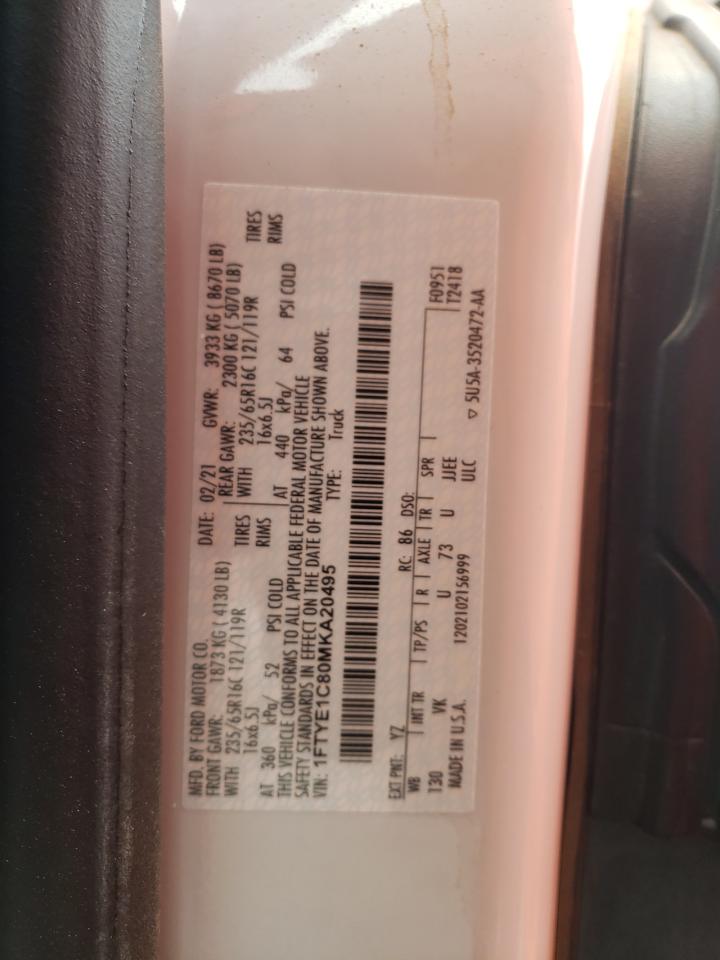 MFD. BY FORD MOTOR CO.
DATE: 02/21 GVWR: 3933 KG ( 8670 LB)
FRONT GAWR: 1873 KG ( 4130 LB)
REAR GAWR: 2300 KG ( 5070 LB)
WITH 235/65R16C 121/119R TIRES
WITH 235/65R16C 121/119R TIRES
16x6.5J RIMS
16x6.5J RIMS
AT 360 kPa/ 52 PSI COLD
AT 440 kPa/ 64 PSI COLD
THIS VEHICLE CONFORMS TO ALL APPLICABLE FEDERAL MOTOR VEHICLE
SAFETY STANDARDS IN EFFECT ON THE DATE OF MANUFACTURE SHOWN ABOVE.
VIN: 1FTYE1C80MKA20495 TYPE: Truck
EXT PNT: YZ RC: 86 DSO:
WB INT TR TP/PS R AXLE TR SPR F0951
130 VK U 73 U JJEE T2418
MADE IN U.S.A. 1202102156999 ULC ▽ 5U5A-3520472-AA